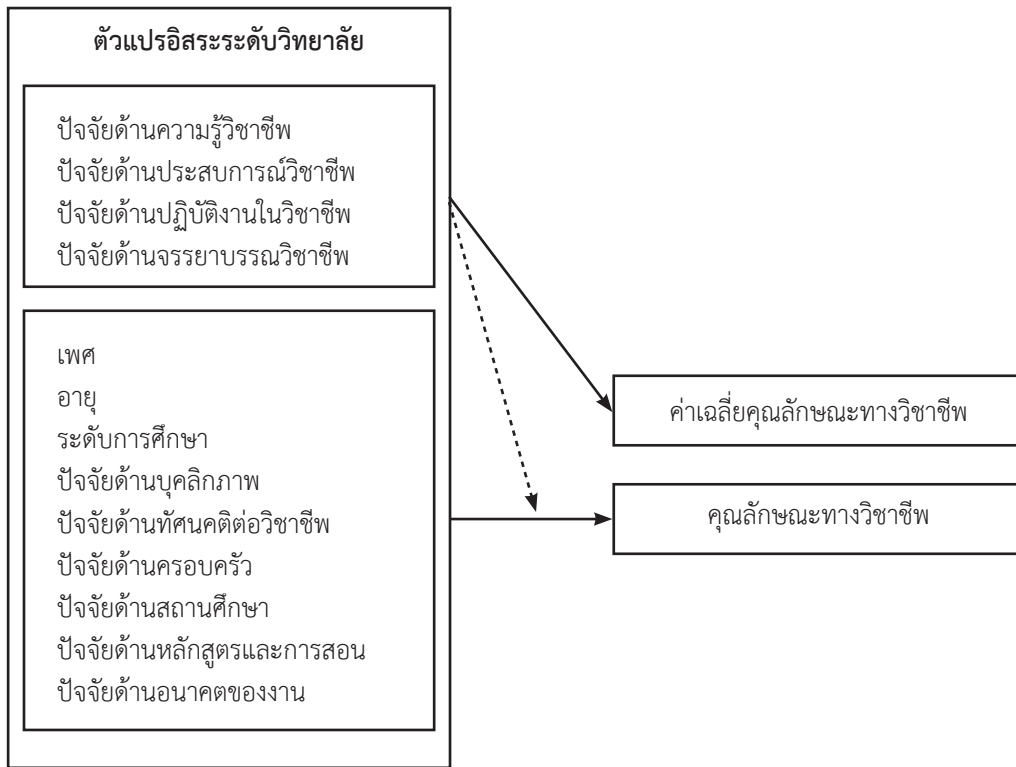 ตัวแปรอิสระระดับวิทยาลัย
ปัจจัยด้านความรู้วิชาชีพ
ปัจจัยด้านประสบการณ์วิชาชีพ
ปัจจัยด้านปฏิบัติงานในวิชาชีพ
ปัจจัยด้านจรรยาบรรณวิชาชีพ
เพศ
อายุ
ระดับการศึกษา
ปัจจัยด้านบุคลิกภาพ
ปัจจัยด้านทัศนคติต่อวิชาชีพ
ปัจจัยด้านครอบครัว
ปัจจัยด้านสถานศึกษา
ปัจจัยด้านหลักสูตรและการสอน
ปัจจัยด้านอนาคตของงาน
ค่าเฉลี่ยคุณลักษณะทางวิชาชีพ
คุณลักษณะทางวิชาชีพ